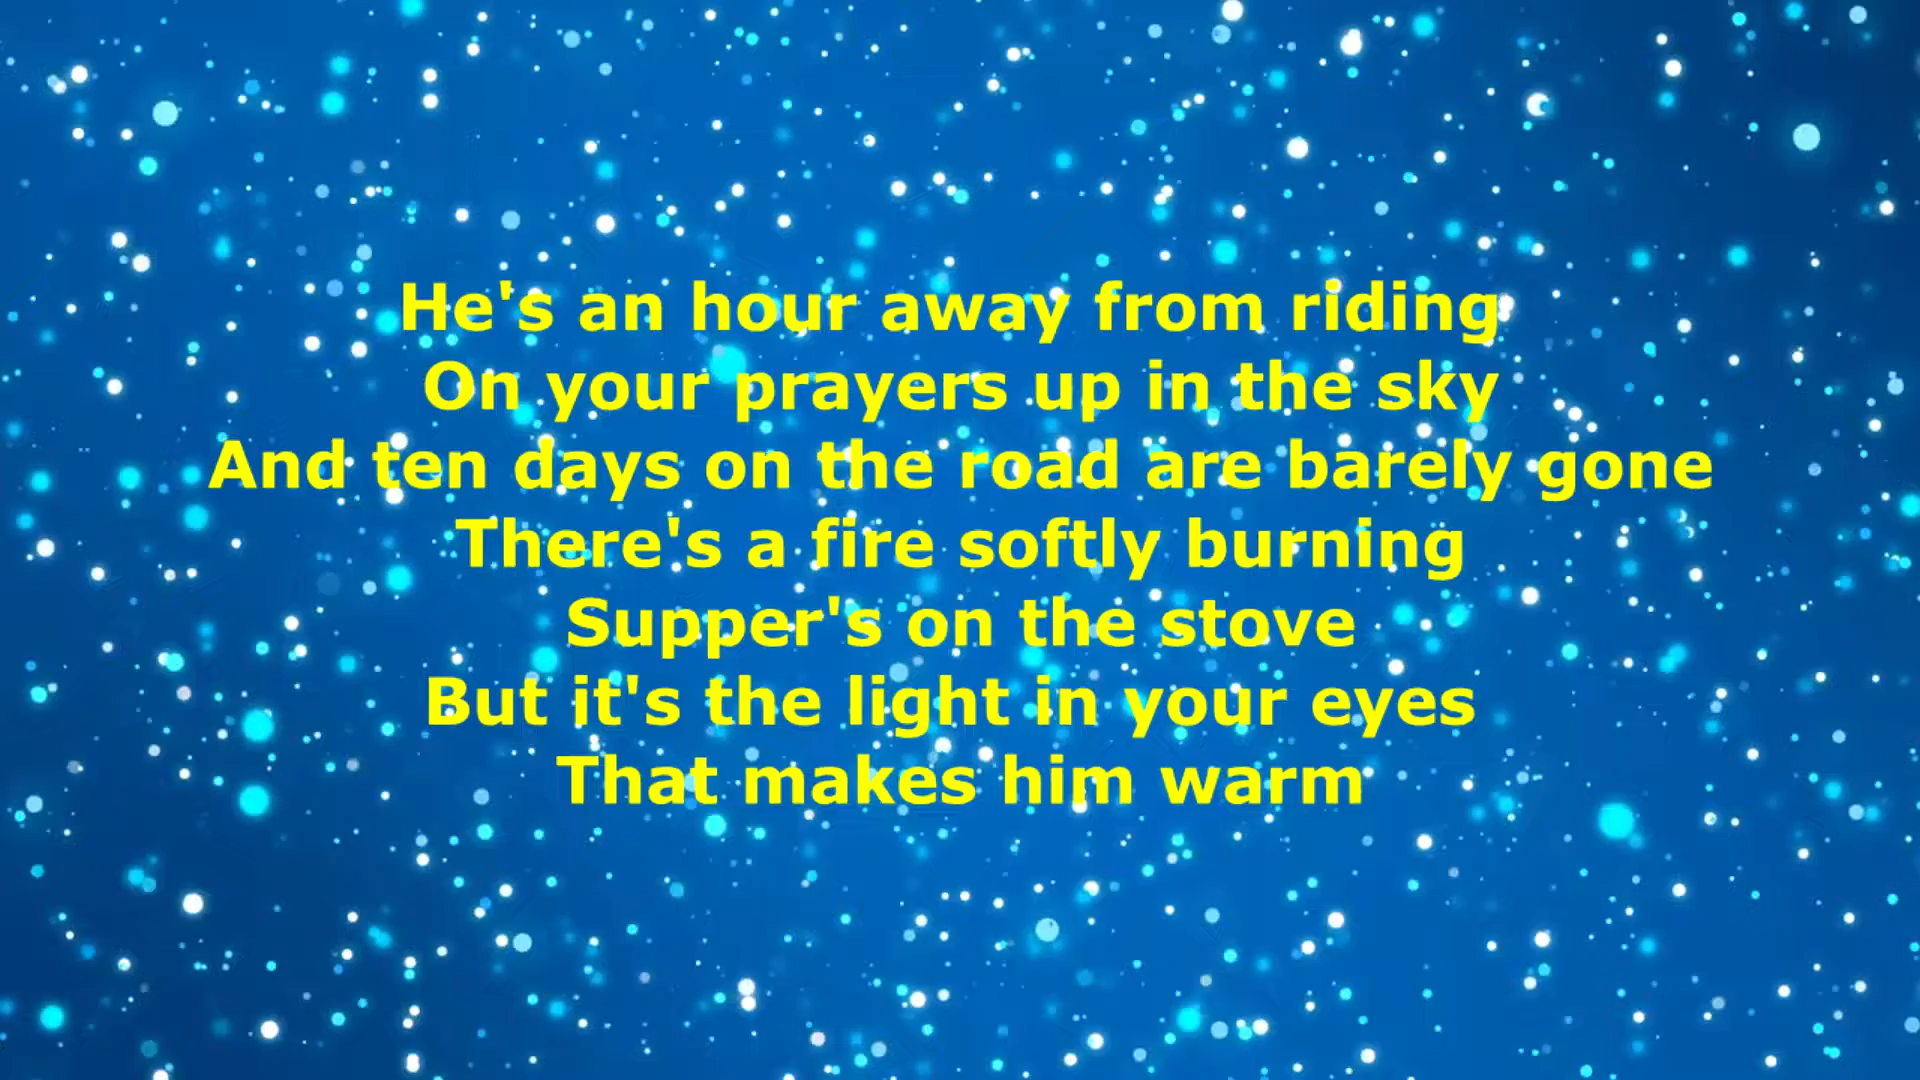 He's an hour away from riding
On your prayers up in the sky
And ten days on the road are barely gone
There's a fire softly burning
Supper's on the stove
But it's the light in your eyes
That makes him warm